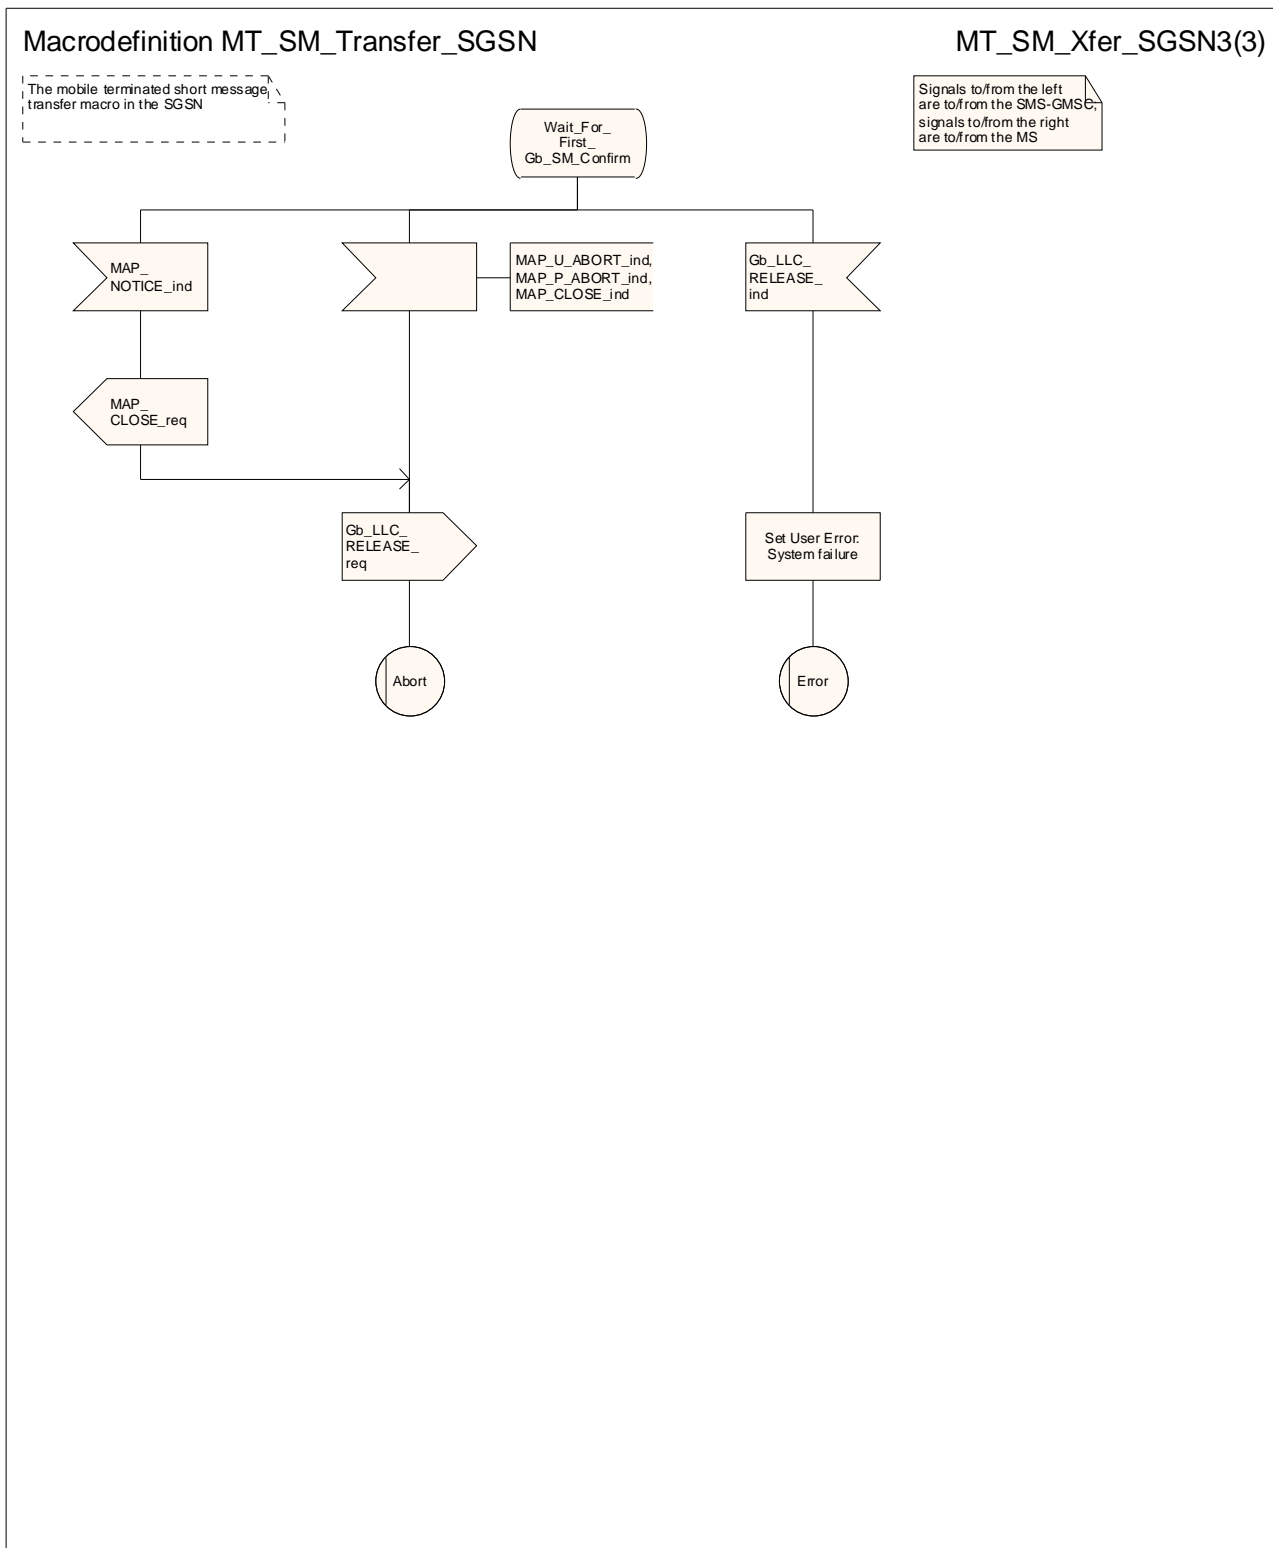 Macrodefinition MT_SM_Transfer_SGSN
MT_SM_Xfer_SGSN3(3)
The mobile terminated short message
transfer macro in the SGSN
Signals to/from the left
are to/from the SMS-GMSC;
signals to/from the right
are to/from the MS
Wait_For_
First_
Gb_SM_Confirm
MAP_
NOTICE_ind
MAP_U_ABORT_ind,
MAP_P_ABORT_ind,
MAP_CLOSE_ind
Gb_LLC_
RELEASE_
ind
MAP_
CLOSE_req
Gb_LLC_
RELEASE_
req
Set User Error:
System failure
Abort
Error